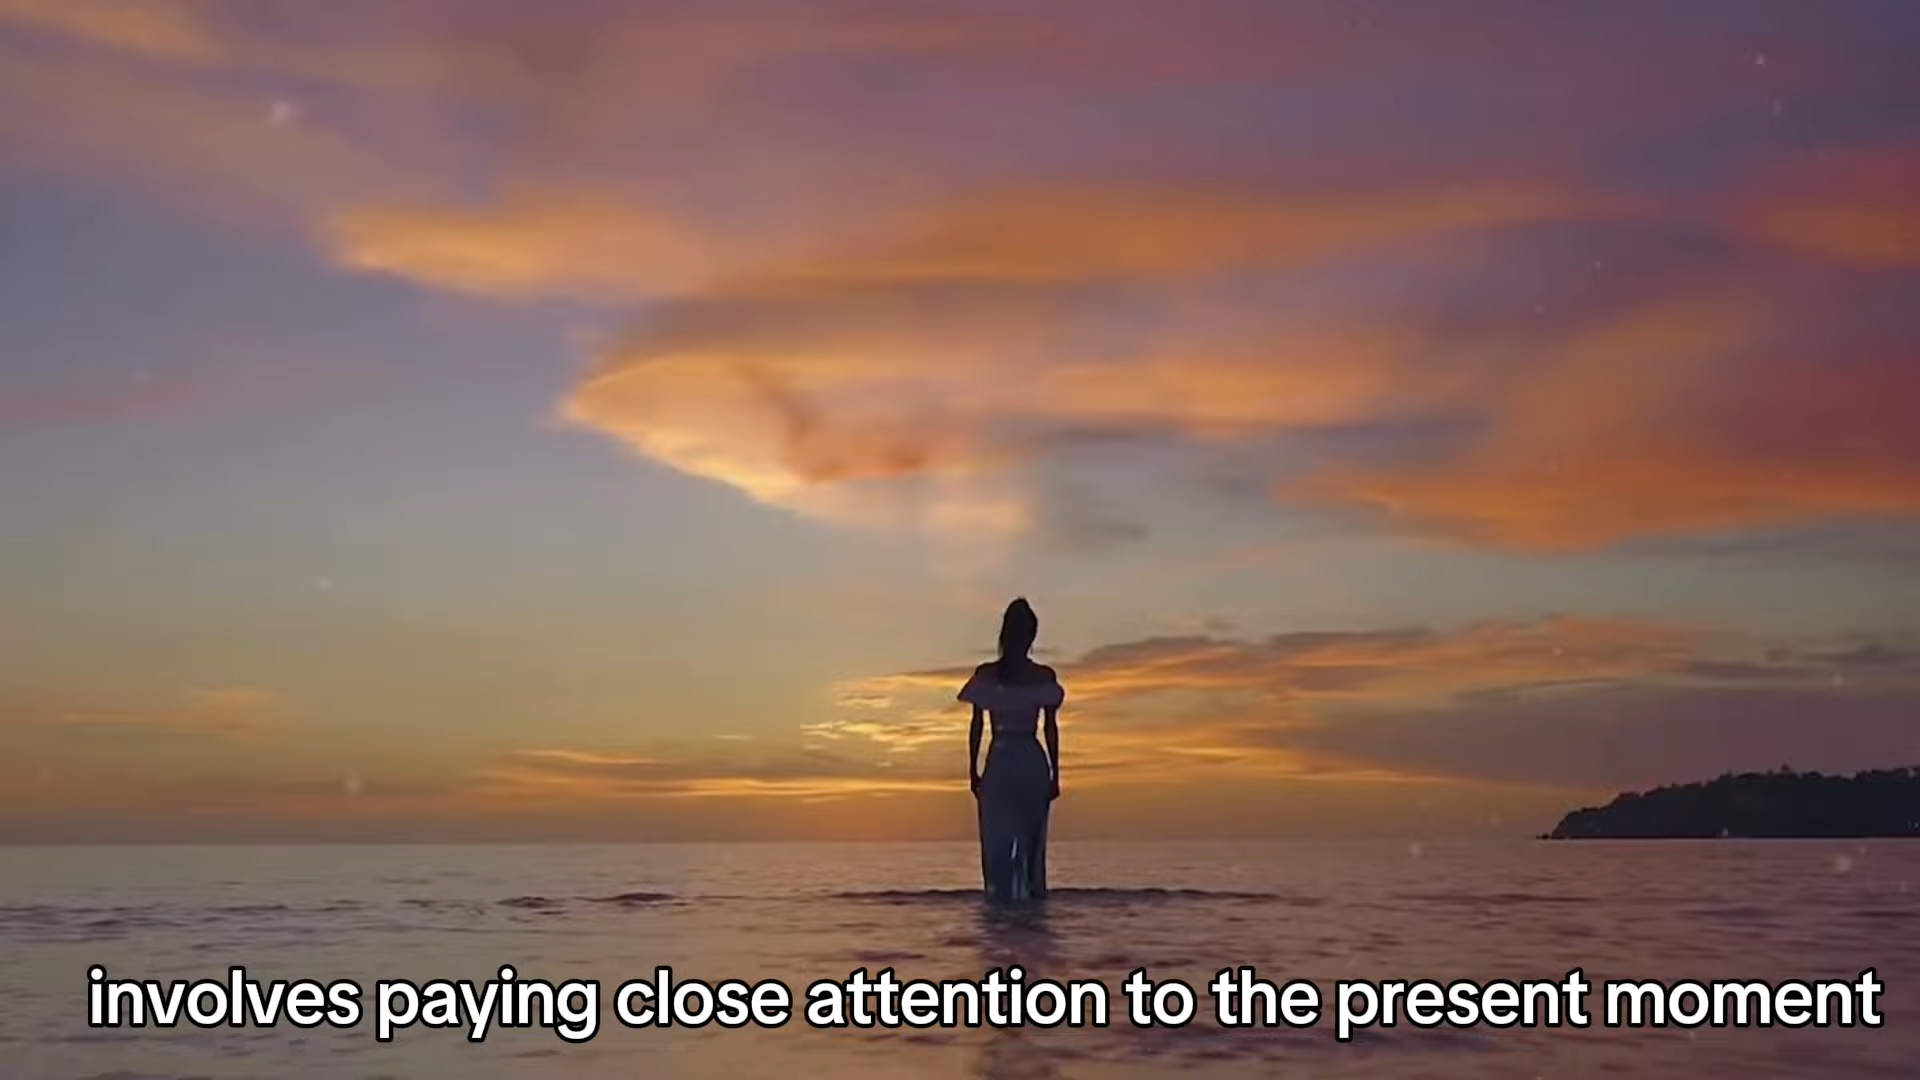 involves paying close attention to the present moment